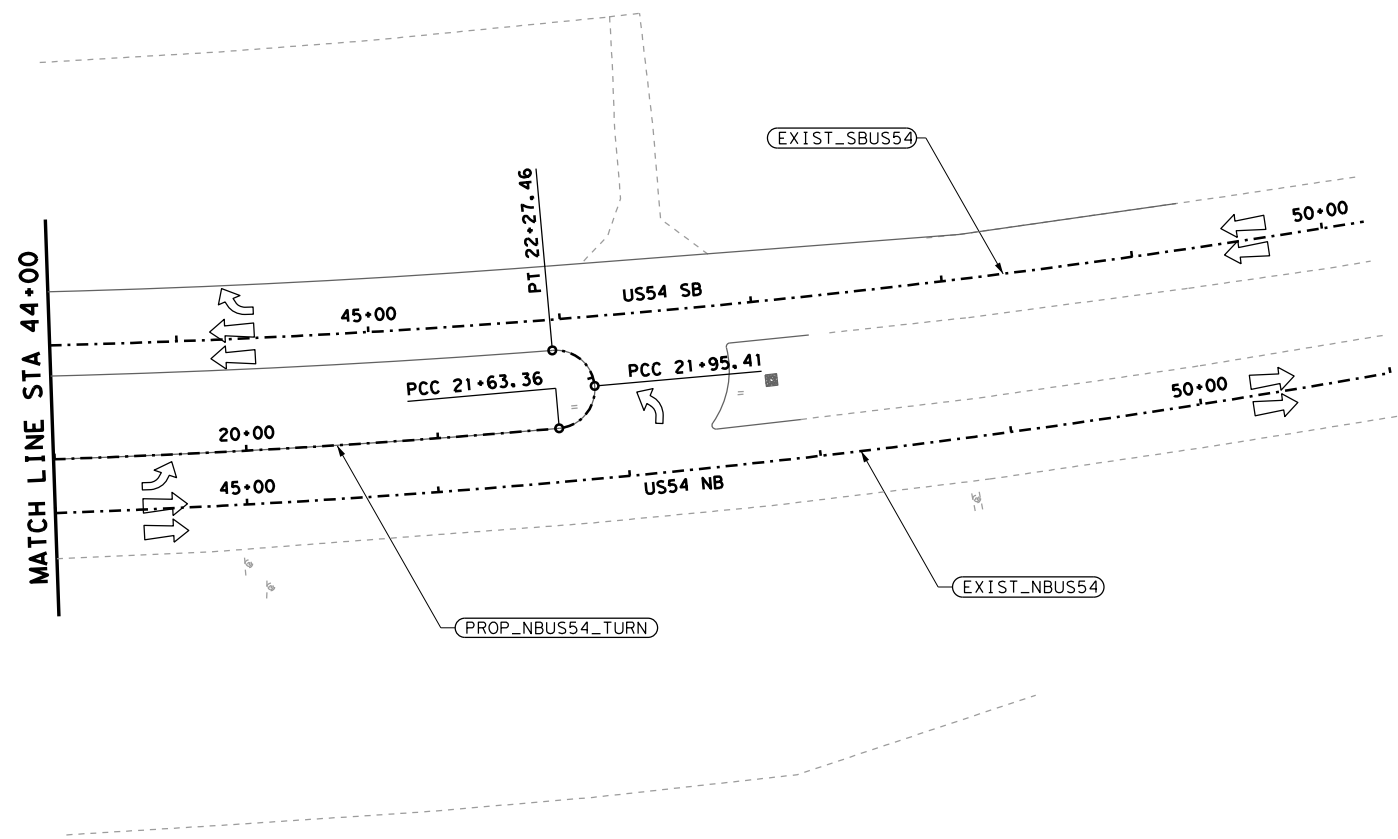 EXIST_SBUS54
PT 22+27.46
50+00
MATCH LINE STA 44+00
US54 SB
45+00
PCC 21+95.41
PCC 21+63.36
50+00
20+00
45+00
US54 NB
EXIST_NBUS54
PROP_NBUS54_TURN